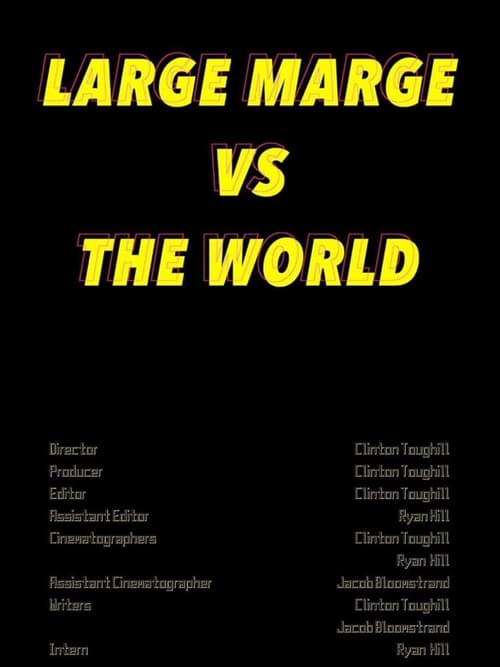 LARGE MARGE
VS
THE WORLD
Director Clinton Toughill
Producer Clinton Toughill
Editor Clinton Toughill
Assistant Editor Ryan Hill
Cinematographers Clinton Toughill
Ryan Hill
Assistant Cinematographer Jacob Bloomstrand
Writers Clinton Toughill
Jacob Bloomstrand
Intern Ryan Hill